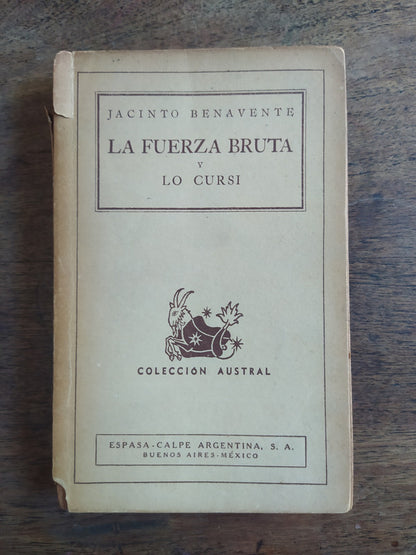 JACINTO BENAVENTE
LA FUERZA BRUTA
Y
LO CURSI
COLECCIÓN AUSTRAL
ESPASA-CALPE ARGENTINA, S. A.
BUENOS AIRES-MÉXICO